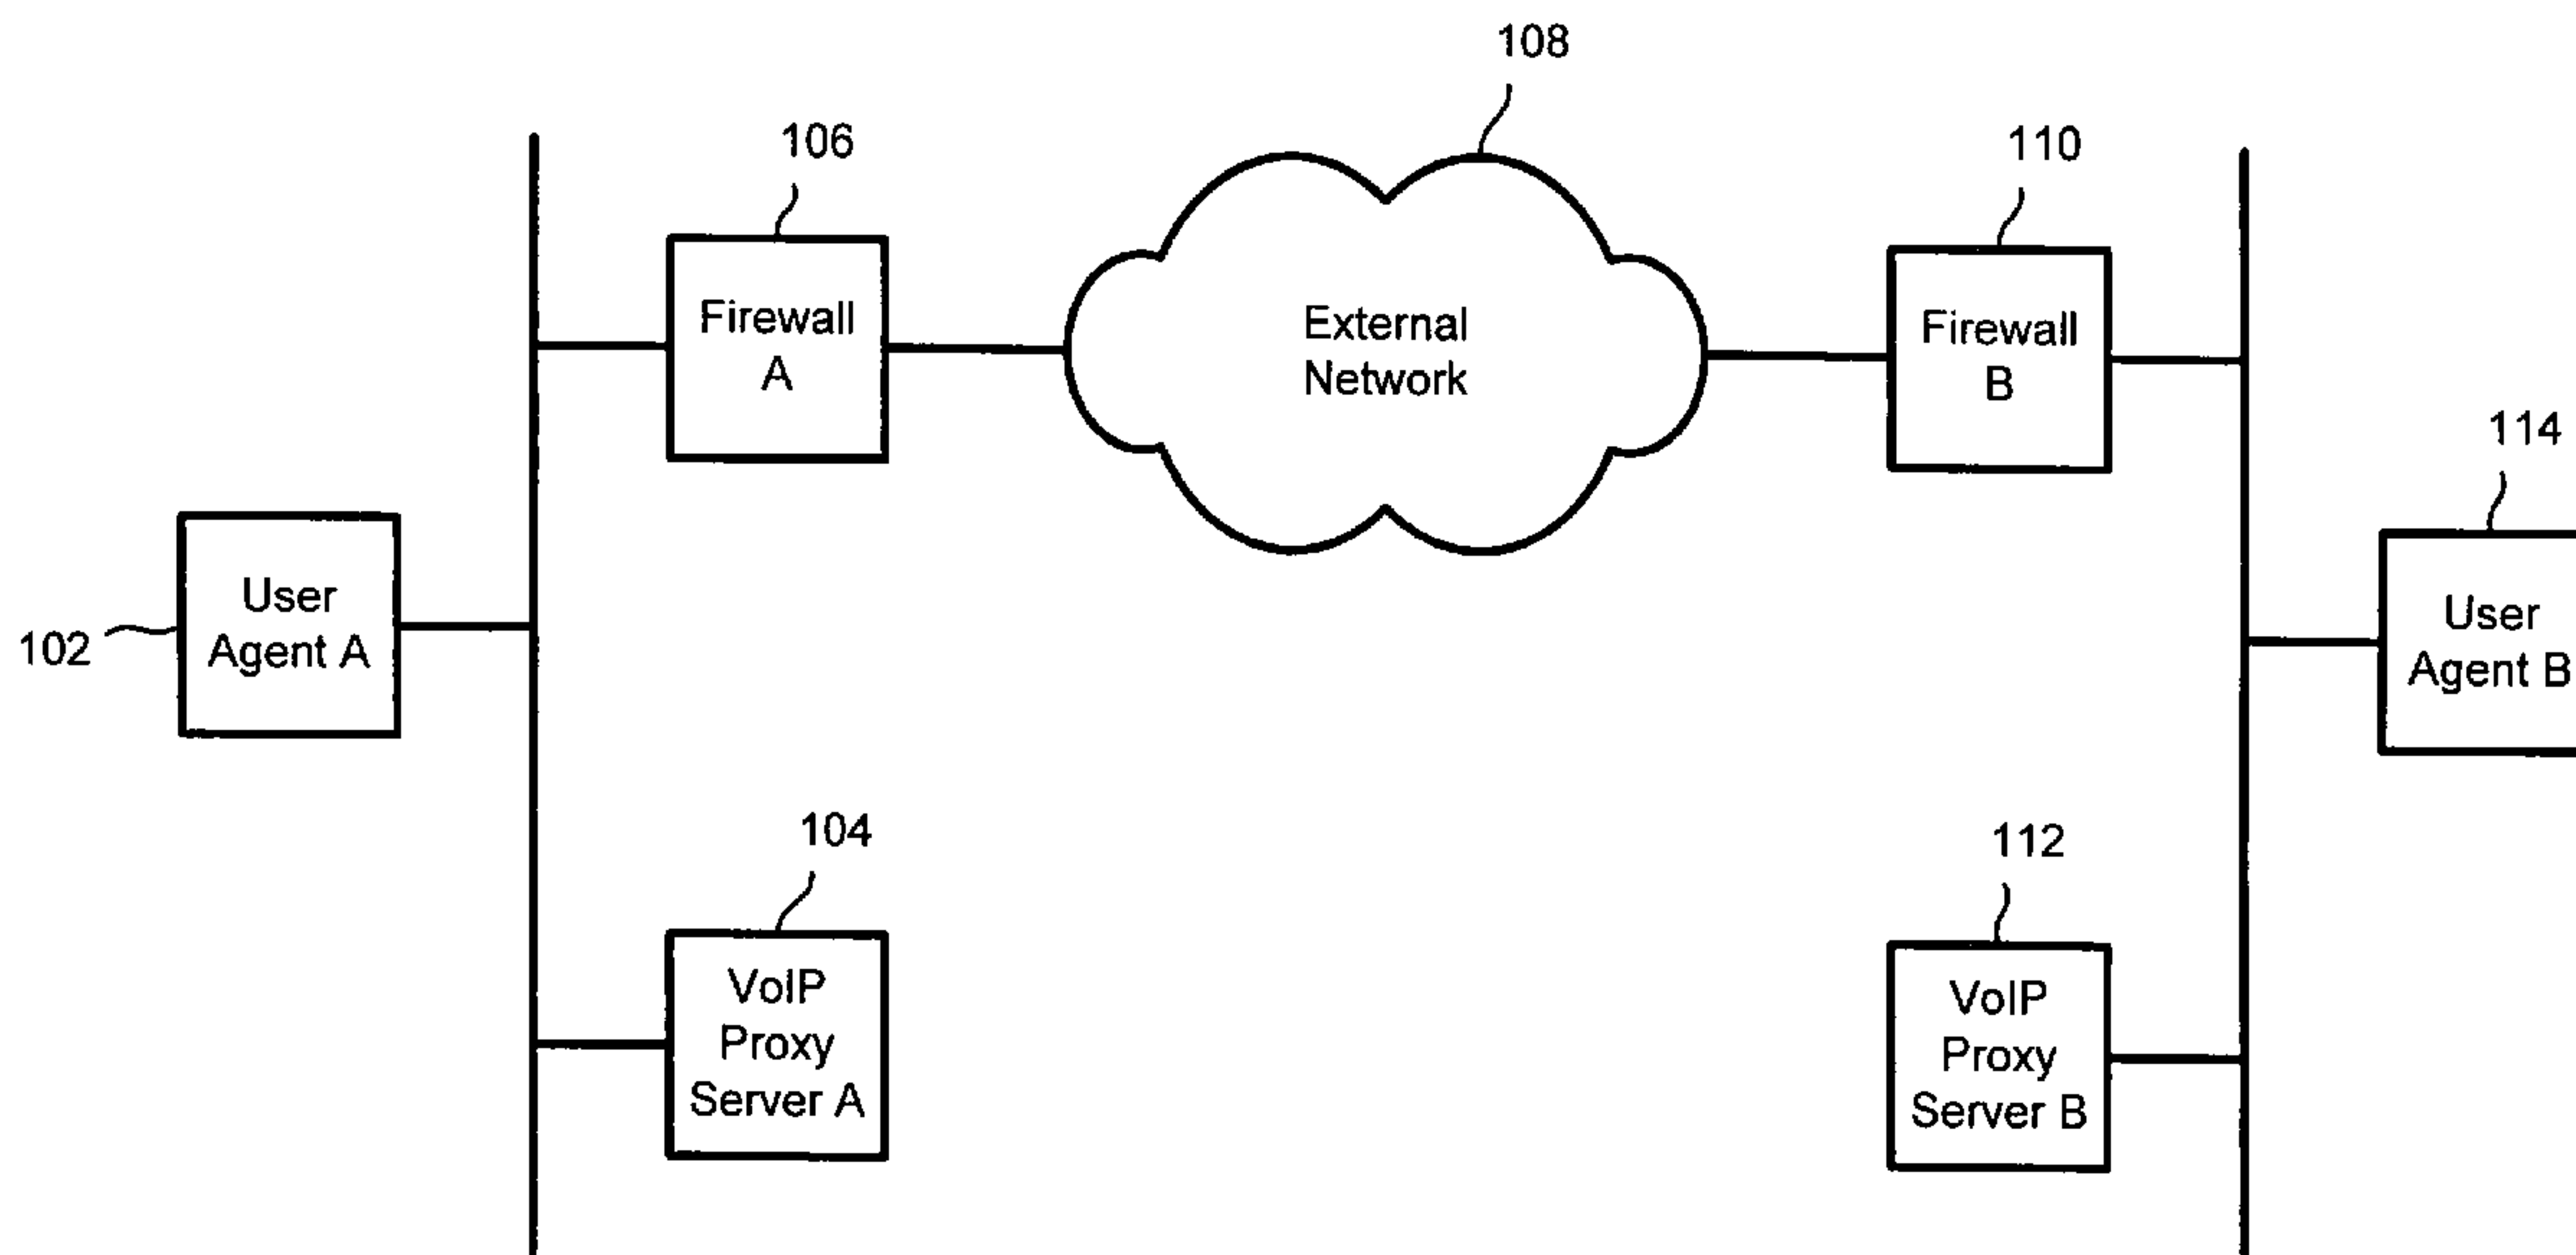 108
106
110
External
Network
Firewall
A
Firewall
B
114
User
Agent A
102
User
Agent B
104
112
VoIP
Proxy
Server A
VoIP
Proxy
Server B